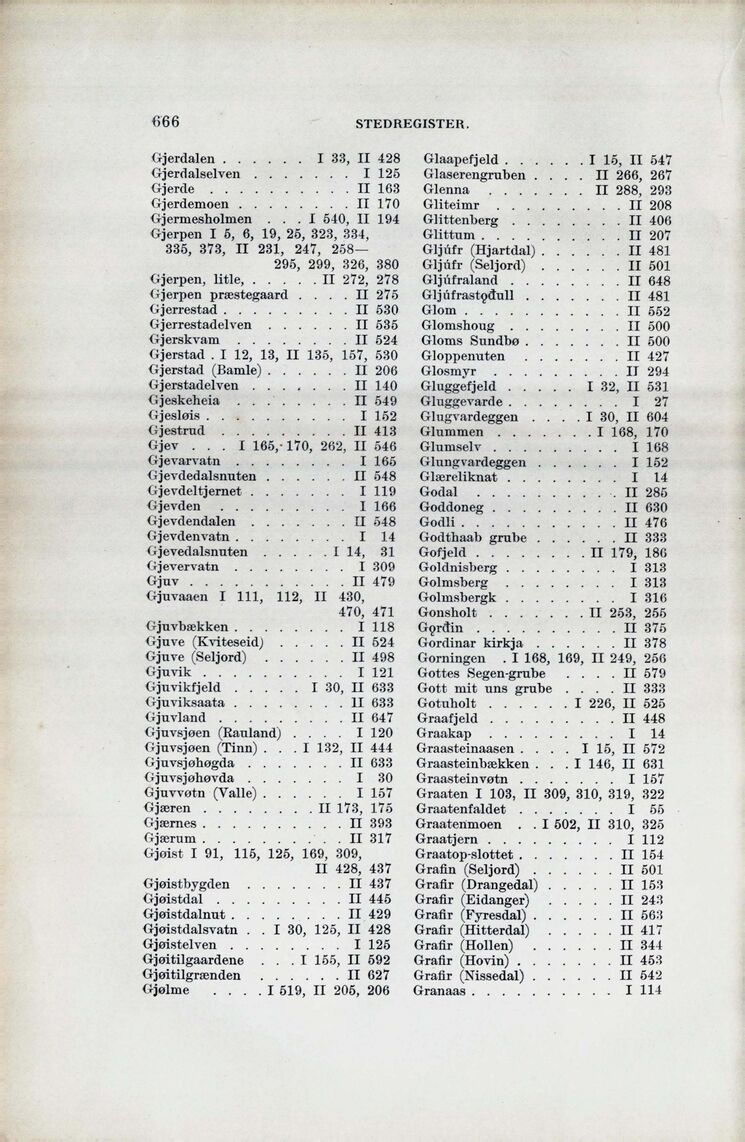 666
STEDREGISTER.
Gjerdalen . . . . . . I 33, II 428
Gjerdalselven . . . . . . . I 125
Gjerde . . . . . . . . . II 163
Gjerdemoen . . . . . . . II 170
Gjermesholmen . . . I 540, II 194
Gjerpen I 5, 6, 19, 25, 323, 334,
335, 373, II 231, 247, 258—
295, 299, 326, 380
Gjerpen, litle, . . . . . II 272, 278
Gjerpen præstegaard . . . . II 275
Gjerrestad . . . . . . . . II 530
Gjerrestadelven . . . . . . II 535
Gjerskvam . . . . . . . II 524
Gjerstad . I 12, 13, II 135, 157, 530
Gjerstad (Bamle) . . . . . . II 206
Gjerstadelven . . . . . . . II 140
Gjeskeheia . . . . . . . II 549
Gjesløis . . . . . . . . . I 152
Gjestrud . . . . . . . . II 413
Gjev . . . I 165, 170, 262, II 546
Gjevarvatn . . . . . . . . I 165
Gjevdedalsnuten . . . . . . II 548
Gjevdeltjernet . . . . . . . I 119
Gjevden . . . . . . . . I 166
Gjevdendalen . . . . . . . II 548
Gjevdenvatn . . . . . . . . I 14
Gjevedalsnuten . . . . . I 14, 31
Gjevervatn . . . . . . . . I 309
Gjuv . . . . . . . . . . II 479
Gjuvaaen I 111, 112, II 430,
470, 471
Gjuvbækken . . . . . . . . I 118
Gjuve (Kviteseid) . . . . . II 524
Gjuve (Seljord) . . . . . . II 498
Gjuvik . . . . . . . . . . I 121
Gjuvikfjeld . . . . . I 30, II 633
Gjuviksaata . . . . . . . . II 633
Gjuvland . . . . . . . . II 647
Gjuvsjøen (Rauland) . . . . I 120
Gjuvsjøen (Tinn) . . . I 132, II 444
Gjuvsjøhøgda . . . . . . . II 633
Gjuvsjøhøvda . . . . . . . I 30
Gjuvvøtn (Valle) . . . . . . I 157
Gjæren . . . . . . . II 173, 175
Gjærnes . . . . . . . . . II 393
Gjærum . . . . . . . . . II 317
Gjøist I 91, 115, 125, 169, 309,
II 428, 437
Gjøistbygden . . . . . . . II 437
Gjøistdal . . . . . . . . II 445
Gjøistdalnut . . . . . . . . II 429
Gjøistdalsvatn . . I 30, 125, II 428
Gjøistelven . . . . . . . . I 125
Gjøitilgaardene . . . I 155, II 592
Gjøitilgrænden . . . . . . II 627
Gjølme . . . . I 519, II 205, 206
Glaapefjeld . . . . . . I 15, II 547
Glaserengruben . . . . II 266, 267
Glenna . . . . . . . II 288, 293
Gliteimr . . . . . . . . . II 208
Glittenberg . . . . . . . . II 406
Glittum . . . . . . . . . . II 207
Gljúfr (Hjartdal) . . . . . . II 481
Gljúfr (Seljord) . . . . . . II 501
Gljúfraland . . . . . . . . II 648
Gljúfrastǫðull . . . . . . . II 481
Glom . . . . . . . . . . . II 552
Glomshoug . . . . . . . . II 500
Gloms Sundbø . . . . . . . II 500
Gloppenuten . . . . . . . II 427
Glosmyr . . . . . . . . . II 294
Gluggefjeld . . . . . I 32, II 531
Gluggevarde . . . . . . . . I 27
Glugvardeggen . . . . I 30, II 604
Glummen . . . . . . . I 168, 170
Glumselv . . . . . . . . . I 168
Glungvardeggen . . . . . . I 152
Glæreliknat . . . . . . . . I 14
Godal . . . . . . . . . . II 285
Goddoneg . . . . . . . . . II 630
Godli . . . . . . . . . . . II 476
Godthaab grube . . . . . . II 333
Gofjeld . . . . . . . . II 179, 186
Goldnisberg . . . . . . . . I 313
Golmsberg . . . . . . . . I 313
Golmsbergk . . . . . . . . I 316
Gonsholt . . . . . . . II 253, 255
Gǫrðin . . . . . . . . . . II 375
Gordinar kirkja . . . . . . II 378
Gorningen . I 168, 169, II 249, 256
Gottes Segen-grube . . . . II 579
Gott mit uns grube . . . . II 333
Gotuholt . . . . . . I 226, II 525
Graafjeld . . . . . . . . . II 448
Graakap . . . . . . . . . I 14
Graasteinaasen . . . . I 15, II 572
Graasteinbækken . . . I 146, II 631
Graasteinvøtn . . . . . . . I 157
Graaten I 103, II 309, 310, 319, 322
Graatenfaldet . . . . . . . I 55
Graatenmoen . . I 502, II 310, 325
Graatjern . . . . . . . . . I 112
Graatop-slottet . . . . . . . II 154
Grafin (Seljord) . . . . . . II 501
Grafir (Drangedal) . . . . . II 153
Grafir (Eidanger) . . . . . II 243
Grafir (Fyresdal) . . . . . . II 563
Grafir (Hitterdal) . . . . . II 417
Grafir (Hollen) . . . . . . II 344
Grafir (Hovin) . . . . . . . II 453
Grafir (Nissedal) . . . . . . II 542
Granaas . . . . . . . . . . I 114